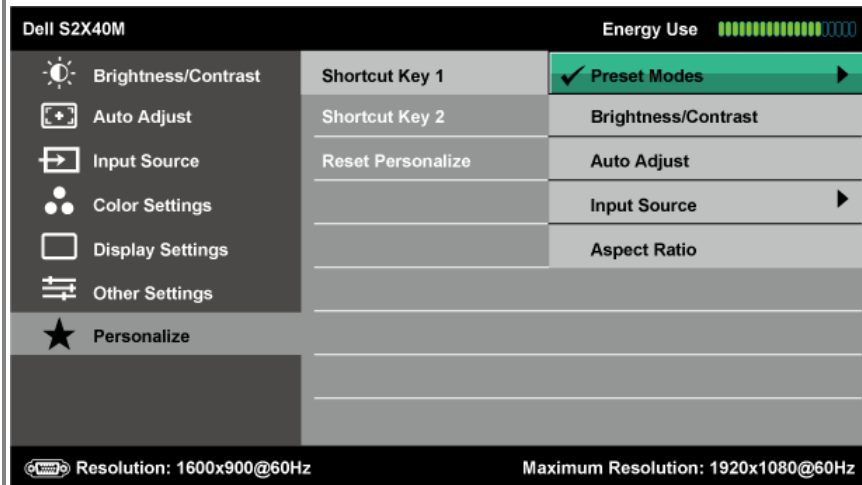 Dell S2X40M
Energy Use
Brightness/Contrast
Auto Adjust
Input Source
Color Settings
Display Settings
Other Settings
Personalize
Shortcut Key 1
Shortcut Key 2
Reset Personalize
Preset Modes
Brightness/Contrast
Auto Adjust
Input Source
Aspect Ratio
Resolution: 1600x900@60Hz
Maximum Resolution: 1920x1080@60Hz